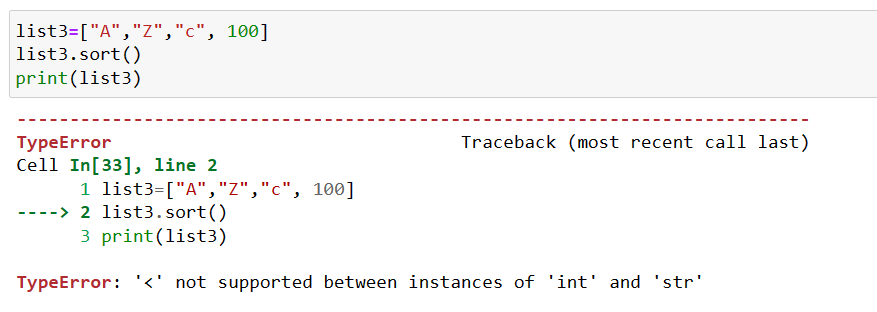 list3=["A","Z","c", 100]
list3.sort()
print(list3)
---------------------------------------------------------------------------
TypeError                                 Traceback (most recent call last)
Cell In[33], line 2
      1 list3=["A","Z","c", 100]
----> 2 list3.sort()
      3 print(list3)
TypeError: '<' not supported between instances of 'int' and 'str'